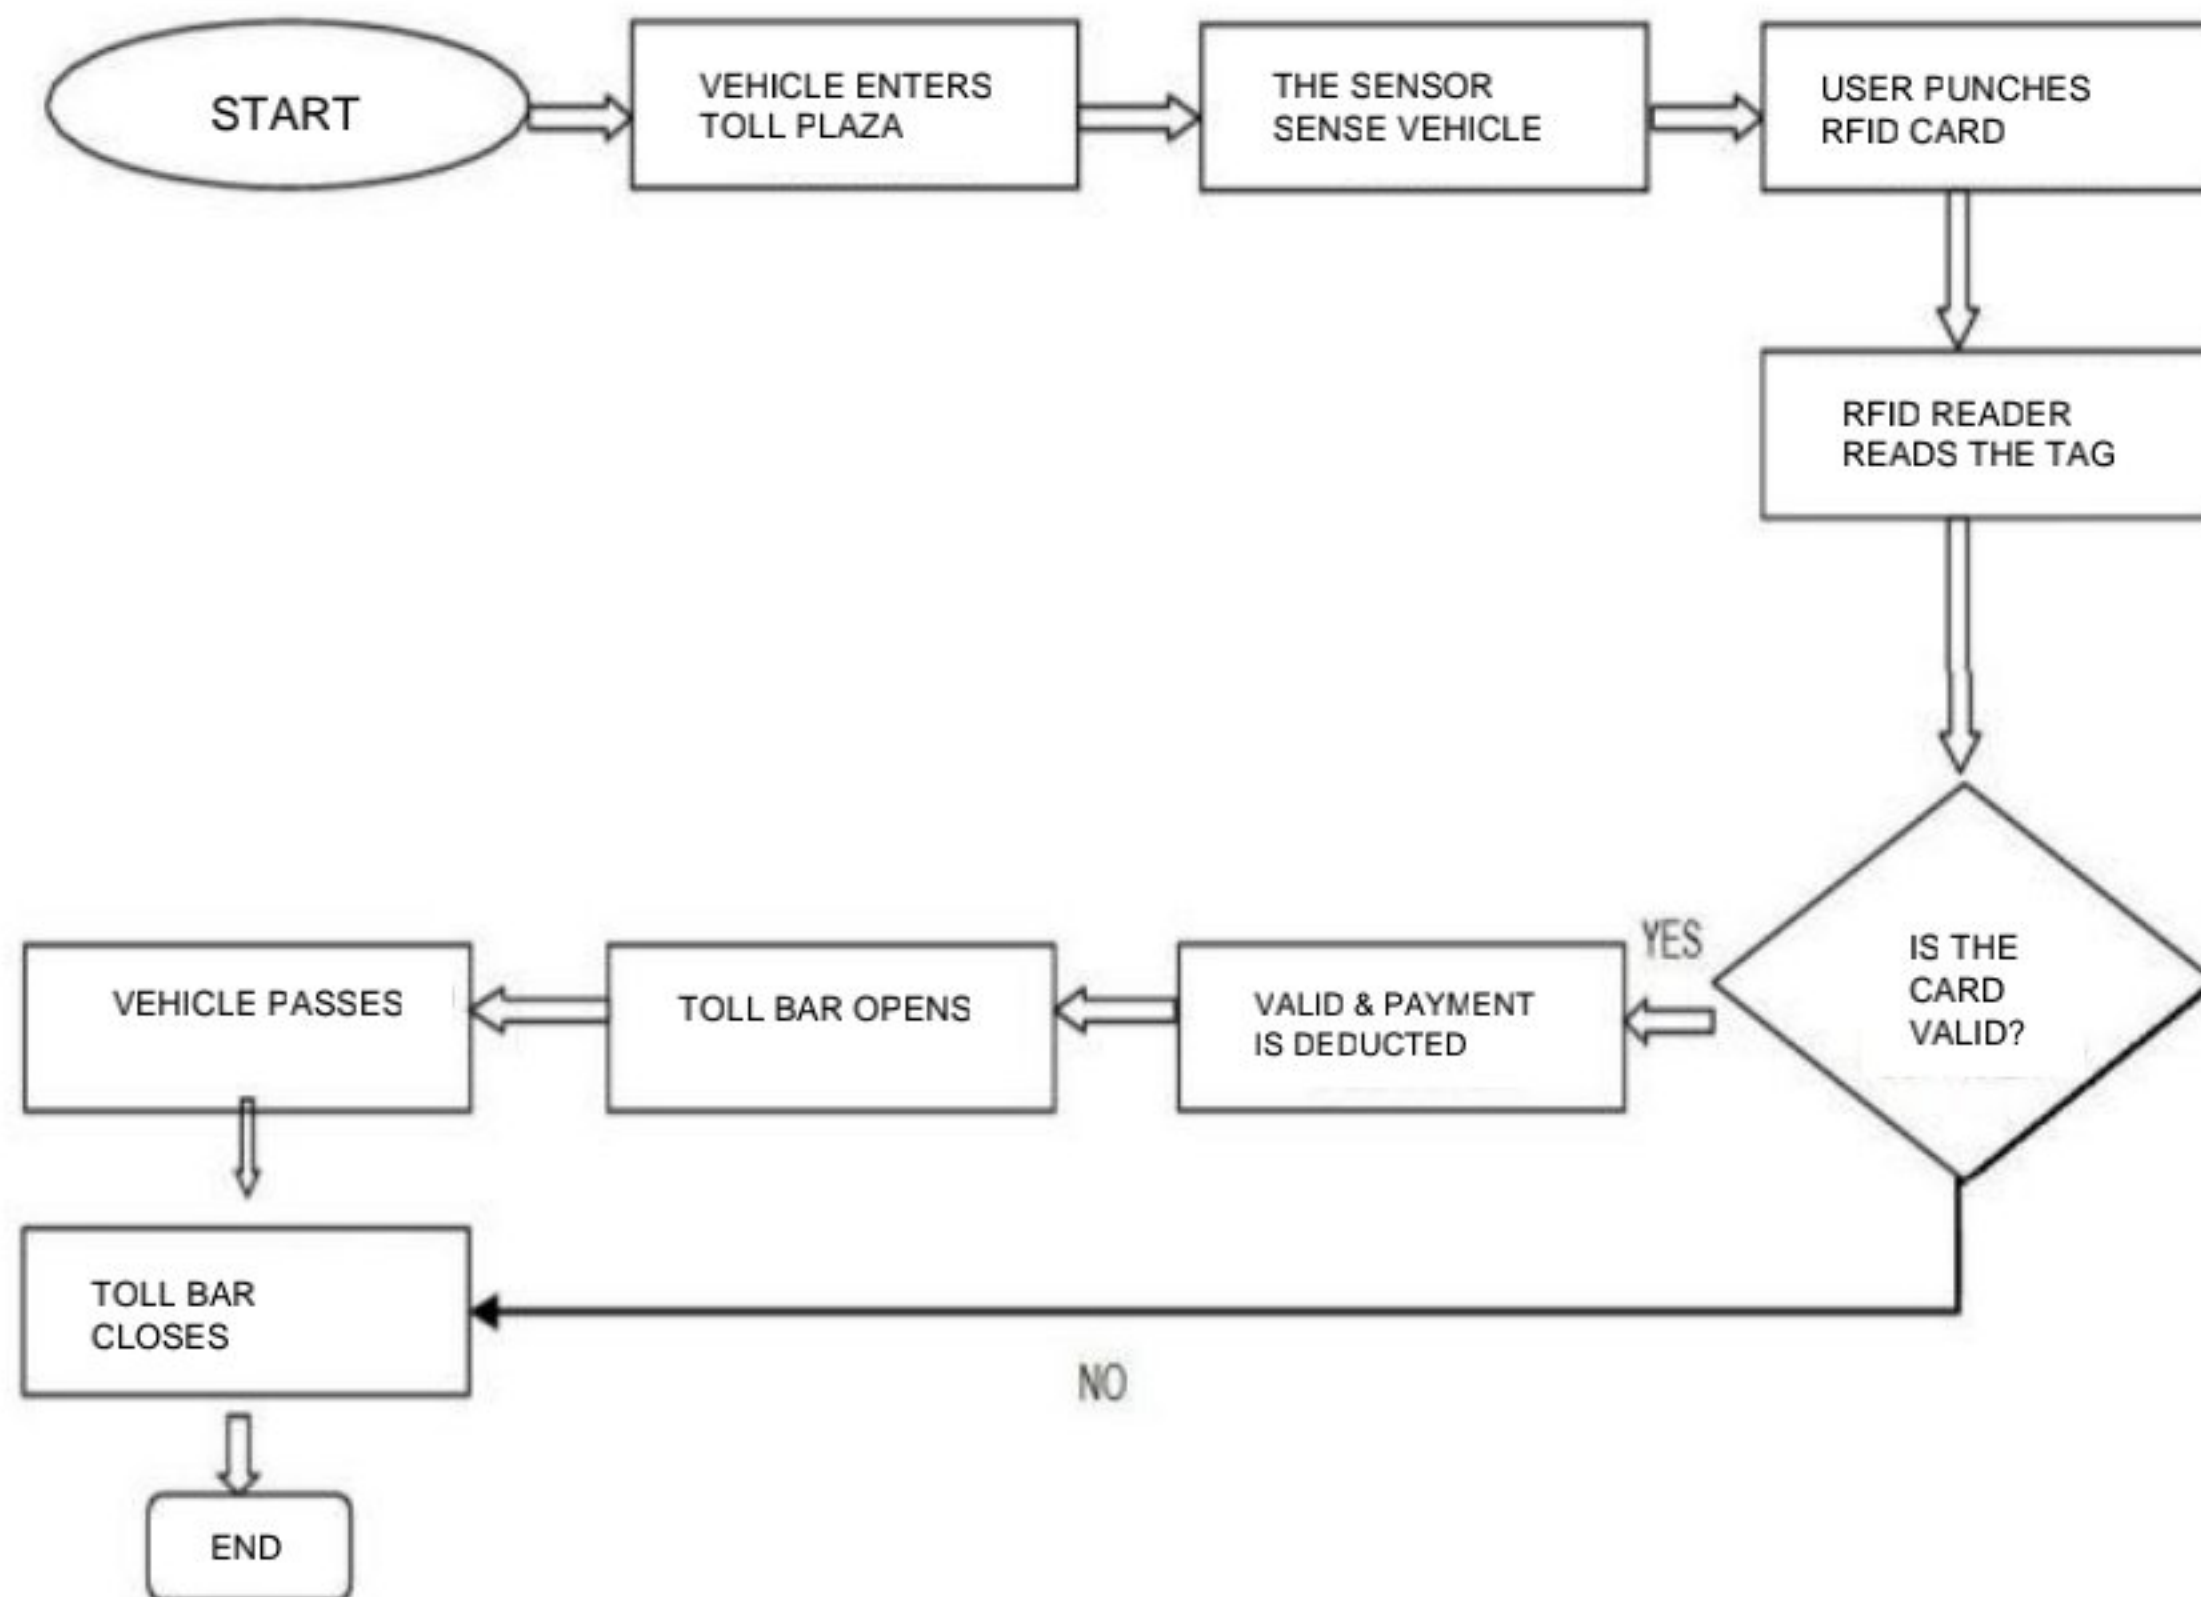 START
VEHICLE ENTERS
TOLL PLAZA
THE SENSOR
SENSE VEHICLE
USER PUNCHES
RFID CARD
RFID READER
READS THE TAG
IS THE
CARD
VALID?
YES
VALID & PAYMENT
IS DEDUCTED
TOLL BAR OPENS
VEHICLE PASSES
TOLL BAR
CLOSES
NO
END